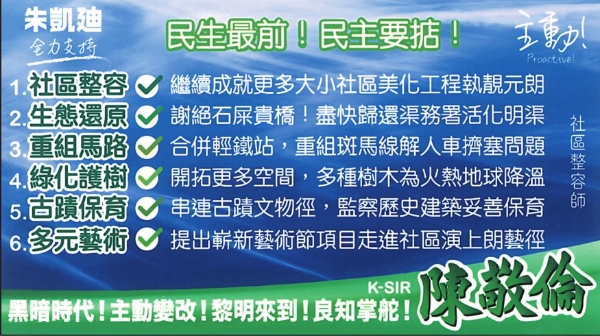 朱凱迪
全力支持
民生最前！民主要掂！
主動！
Proactive!
1.社區整容 繼續成就更多大小社區美化工程執靚元朗
2.生態還原 謝絕石屎貴橋！盡快歸還渠務署活化明渠
3.重組馬路 合併輕鐵站，重組斑馬線解人車擠塞問題
4.綠化護樹 開拓更多空間，多種樹木為火熱地球降溫
5.古蹟保育 串連古蹟文物徑，監察歷史建築妥善保育
6.多元藝術 提出嶄新藝術節項目走進社區演上朗藝徑
社區整容師
K-SIR
陳敬倫
黑暗時代！主動變改！黎明來到！良知掌舵！